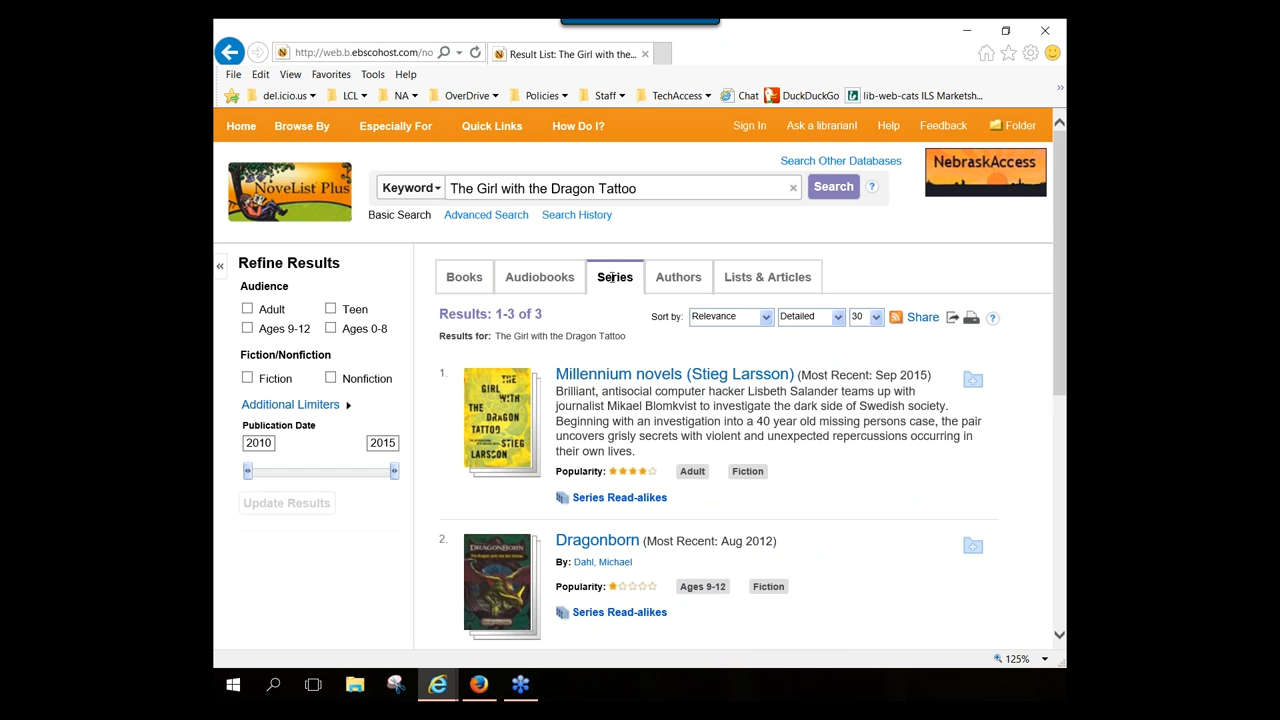 http://web.b.ebscohost.com/no
Result List: The Girl with the...
File Edit View Favorites Tools Help
del.icio.us LCL NA OverDrive Policies Staff TechAccess Chat DuckDuckGo lib-web-cats ILS Marketsh...
Home Browse By Especially For Quick Links How Do I? Sign In Ask a librarian! Help Feedback Folder
Search Other Databases
NoveList Plus
Keyword The Girl with the Dragon Tattoo × Search ?
NebraskAccess
Basic Search Advanced Search Search History
«
Refine Results
Audience
Adult Teen
Ages 9-12 Ages 0-8
Fiction/Nonfiction
Fiction Nonfiction
Additional Limiters
Publication Date
2010 2015
Update Results
Books Audiobooks Series Authors Lists & Articles
Results: 1-3 of 3
Sort by: Relevance Detailed 30 Share ?
Results for: The Girl with the Dragon Tattoo
1.
THE
GIRL
WITH
THE
DRAGON
TATTOO
STIEG
LARSSON
Millennium novels (Stieg Larsson) (Most Recent: Sep 2015)
Brilliant, antisocial computer hacker Lisbeth Salander teams up with
journalist Mikael Blomkvist to investigate the dark side of Swedish society.
Beginning with an investigation into a 40 year old missing persons case, the pair
uncovers grisly secrets with violent and unexpected repercussions occurring in
their own lives.
Popularity: Adult Fiction
Series Read-alikes
2.
DRAGONBORN
Dragonborn (Most Recent: Aug 2012)
By: Dahl, Michael
Popularity: Ages 9-12 Fiction
Series Read-alikes
125%